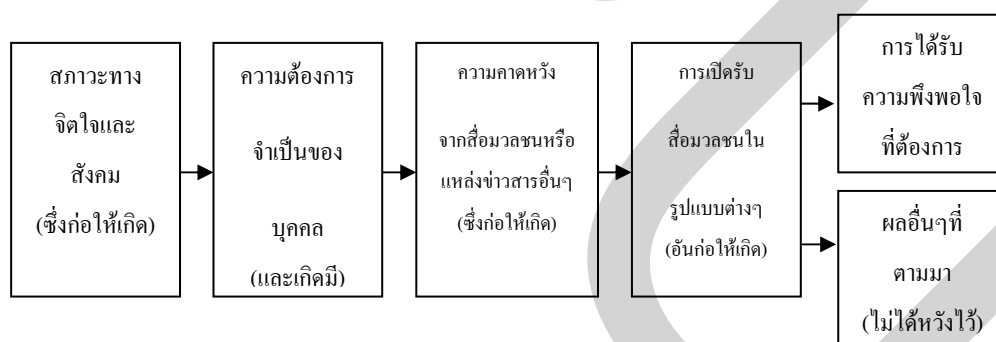 สภาวะทาง
จิตใจและ
สังคม
(ซึ่งก่อให้เกิด)
ความต้องการ
จำเป็นของ
บุคคล
(และเกิดมี)
ความคาดหวัง
จากสื่อมวลชนหรือ
แหล่งข่าวสารอื่นๆ
(ซึ่งก่อให้เกิด)
การเปิดรับ
สื่อมวลชนใน
รูปแบบต่างๆ
(อันก่อให้เกิด)
การได้รับ
ความพึงพอใจ
ที่ต้องการ
ผลอื่นๆที่
ตามมา
(ไม่ได้หวังไว้)